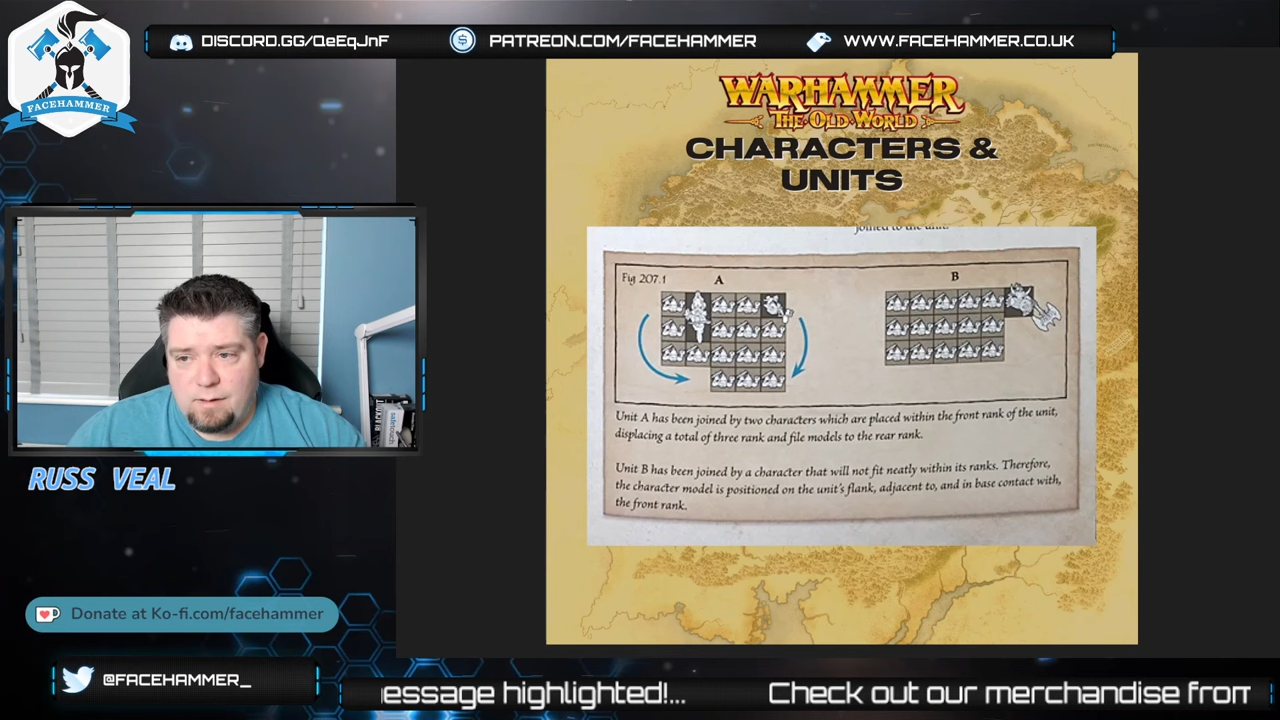 DISCORD.GG/QeEqJnF
PATREON.COM/FACEHAMMER
WWW.FACEHAMMER.CO.UK
FACEHAMMER
WARHAMMER
THE OLD WORLD
CHARACTERS &
UNITS
joined to the unit.
Fig 207.1
A
B
Unit A has been joined by two characters which are placed within the front rank of the unit,
displacing a total of three rank and file models to the rear rank.
Unit B has been joined by a character that will not fit neatly within its ranks. Therefore,
the character model is positioned on the unit's flank, adjacent to, and in base contact with,
the front rank.
RUSS VEAL
Donate at Ko-fi.com/facehammer
@FACEHAMMER_
essage highlighted!...
Check out our merchandise from